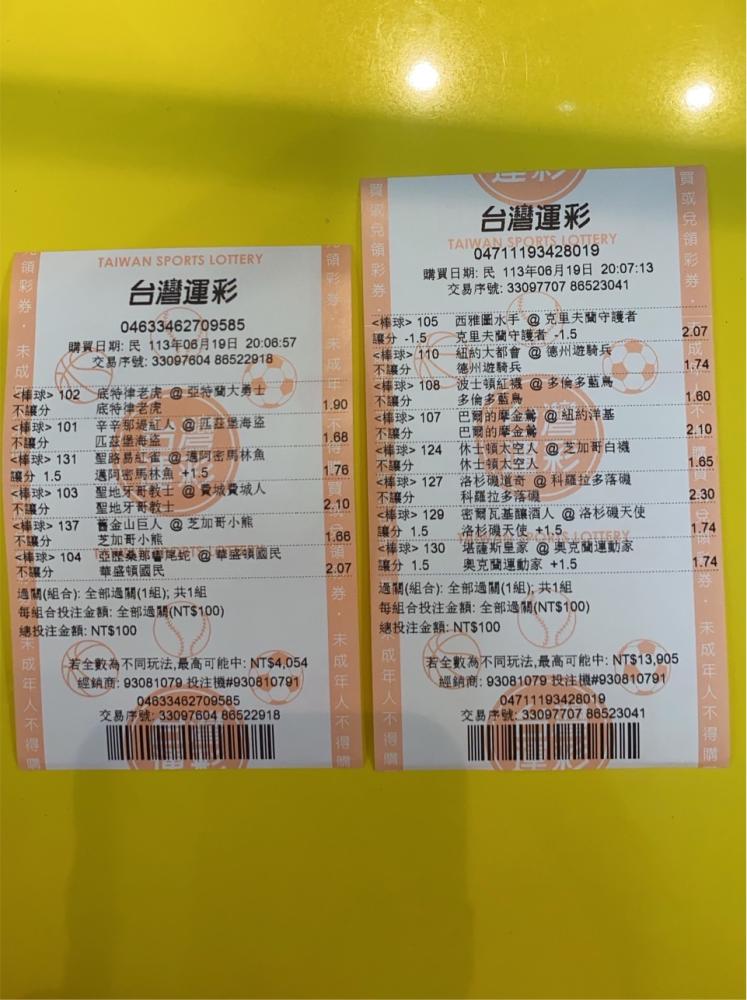 TAIWAN SPORTS LOTTERY
台灣運彩
04633462709585
購買日期: 民 113年06月19日 20:06:57
交易序號: 33097604 86522918
<棒球> 102 底特律老虎 @ 亞特蘭大勇士
不讓分 底特律老虎 1.90
<棒球> 101 辛辛那堤紅人 @ 匹茲堡海盜
不讓分 匹茲堡海盜 1.68
<棒球> 131 聖路易紅雀 @ 邁阿密馬林魚
讓分 1.5 邁阿密馬林魚 +1.5 1.76
<棒球> 103 聖地牙哥教士 @ 費城費城人
不讓分 聖地牙哥教士 2.10
<棒球> 137 舊金山巨人 @ 芝加哥小熊
不讓分 芝加哥小熊 1.66
<棒球> 104 亞歷桑那響尾蛇 @ 華盛頓國民
不讓分 華盛頓國民 2.07
過關(組合): 全部過關(1組); 共1組
每組合投注金額: 全部過關(NT$100)
總投注金額: NT$100
若全數為不同玩法,最高可能中: NT$4,054
經銷商: 93081079 投注機#930810791
04633462709585
交易序號: 33097604 86522918
領彩券．未成年人不得購
台灣運彩
TAIWAN SPORTS LOTTERY
04711193428019
購買日期: 民 113年06月19日 20:07:13
交易序號: 33097707 86523041
<棒球> 105 西雅圖水手 @ 克里夫蘭守護者
讓分 -1.5 克里夫蘭守護者 -1.5 2.07
<棒球> 110 紐約大都會 @ 德州遊騎兵
不讓分 德州遊騎兵 1.74
<棒球> 108 波士頓紅襪 @ 多倫多藍鳥
不讓分 多倫多藍鳥 1.60
<棒球> 107 巴爾的摩金鶯 @ 紐約洋基
不讓分 巴爾的摩金鶯 2.10
<棒球> 124 休士頓太空人 @ 芝加哥白襪
不讓分 休士頓太空人 1.65
<棒球> 127 洛杉磯道奇 @ 科羅拉多落磯
不讓分 科羅拉多落磯 2.30
<棒球> 129 密爾瓦基釀酒人 @ 洛杉磯天使
讓分 1.5 洛杉磯天使 +1.5 1.74
<棒球> 130 堪薩斯皇家 @ 奧克蘭運動家
讓分 1.5 奧克蘭運動家 +1.5 1.74
過關(組合): 全部過關(1組); 共1組
每組合投注金額: 全部過關(NT$100)
總投注金額: NT$100
若全數為不同玩法,最高可能中: NT$13,905
經銷商: 93081079 投注機#930810791
04711193428019
交易序號: 33097707 86523041
買或兌領彩券．未成年人不得購